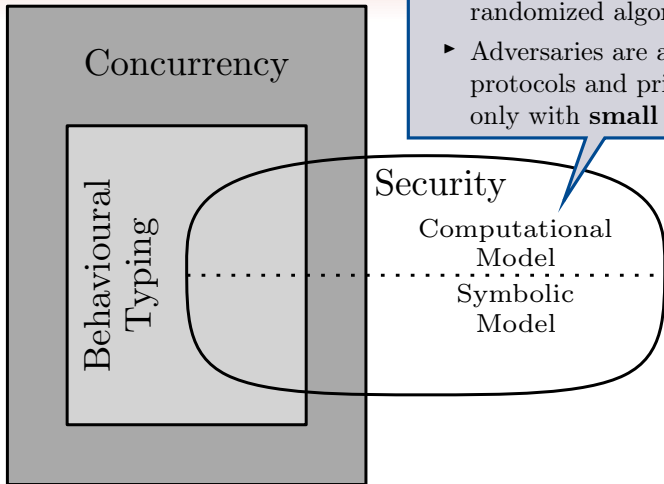 randomized algor
► Adversaries are a
protocols and pri
only with small
Concurrency
Behavioural
Typing
Security
Computational
Model
Symbolic
Model